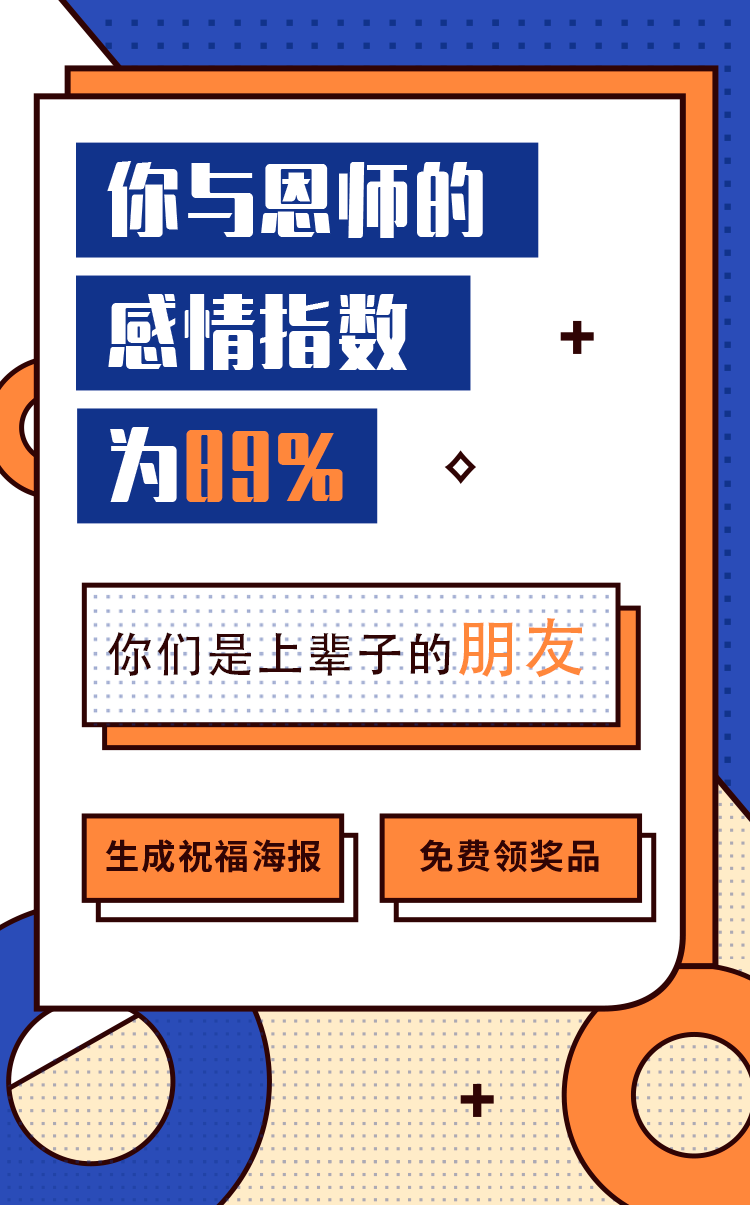 你与恩师的
感情指数
为89%
你们是上辈子的朋友
生成祝福海报
免费领奖品